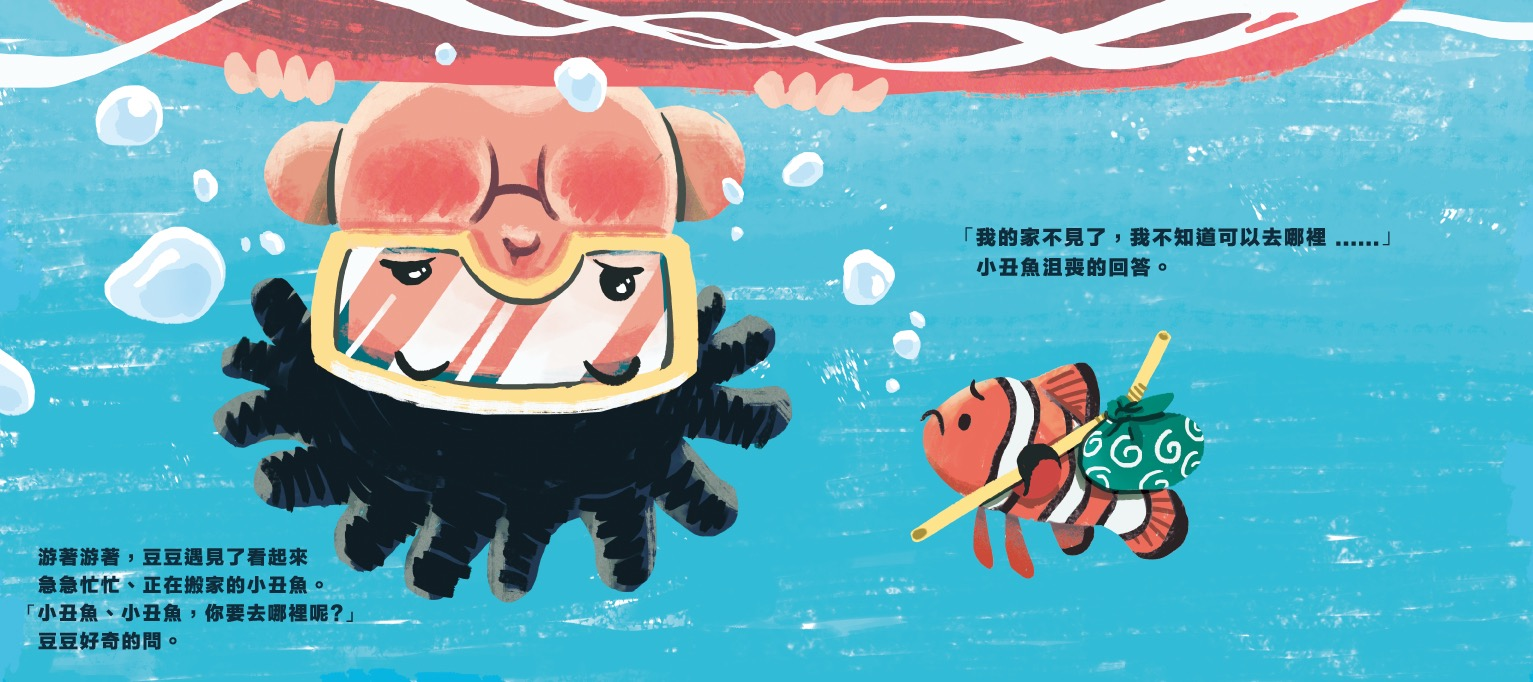 游著游著，豆豆遇見了看起來
急急忙忙、正在搬家的小丑魚。
「小丑魚、小丑魚，你要去哪裡呢？」
豆豆好奇的問。
「我的家不見了，我不知道可以去哪裡 ......」
小丑魚沮喪的回答。